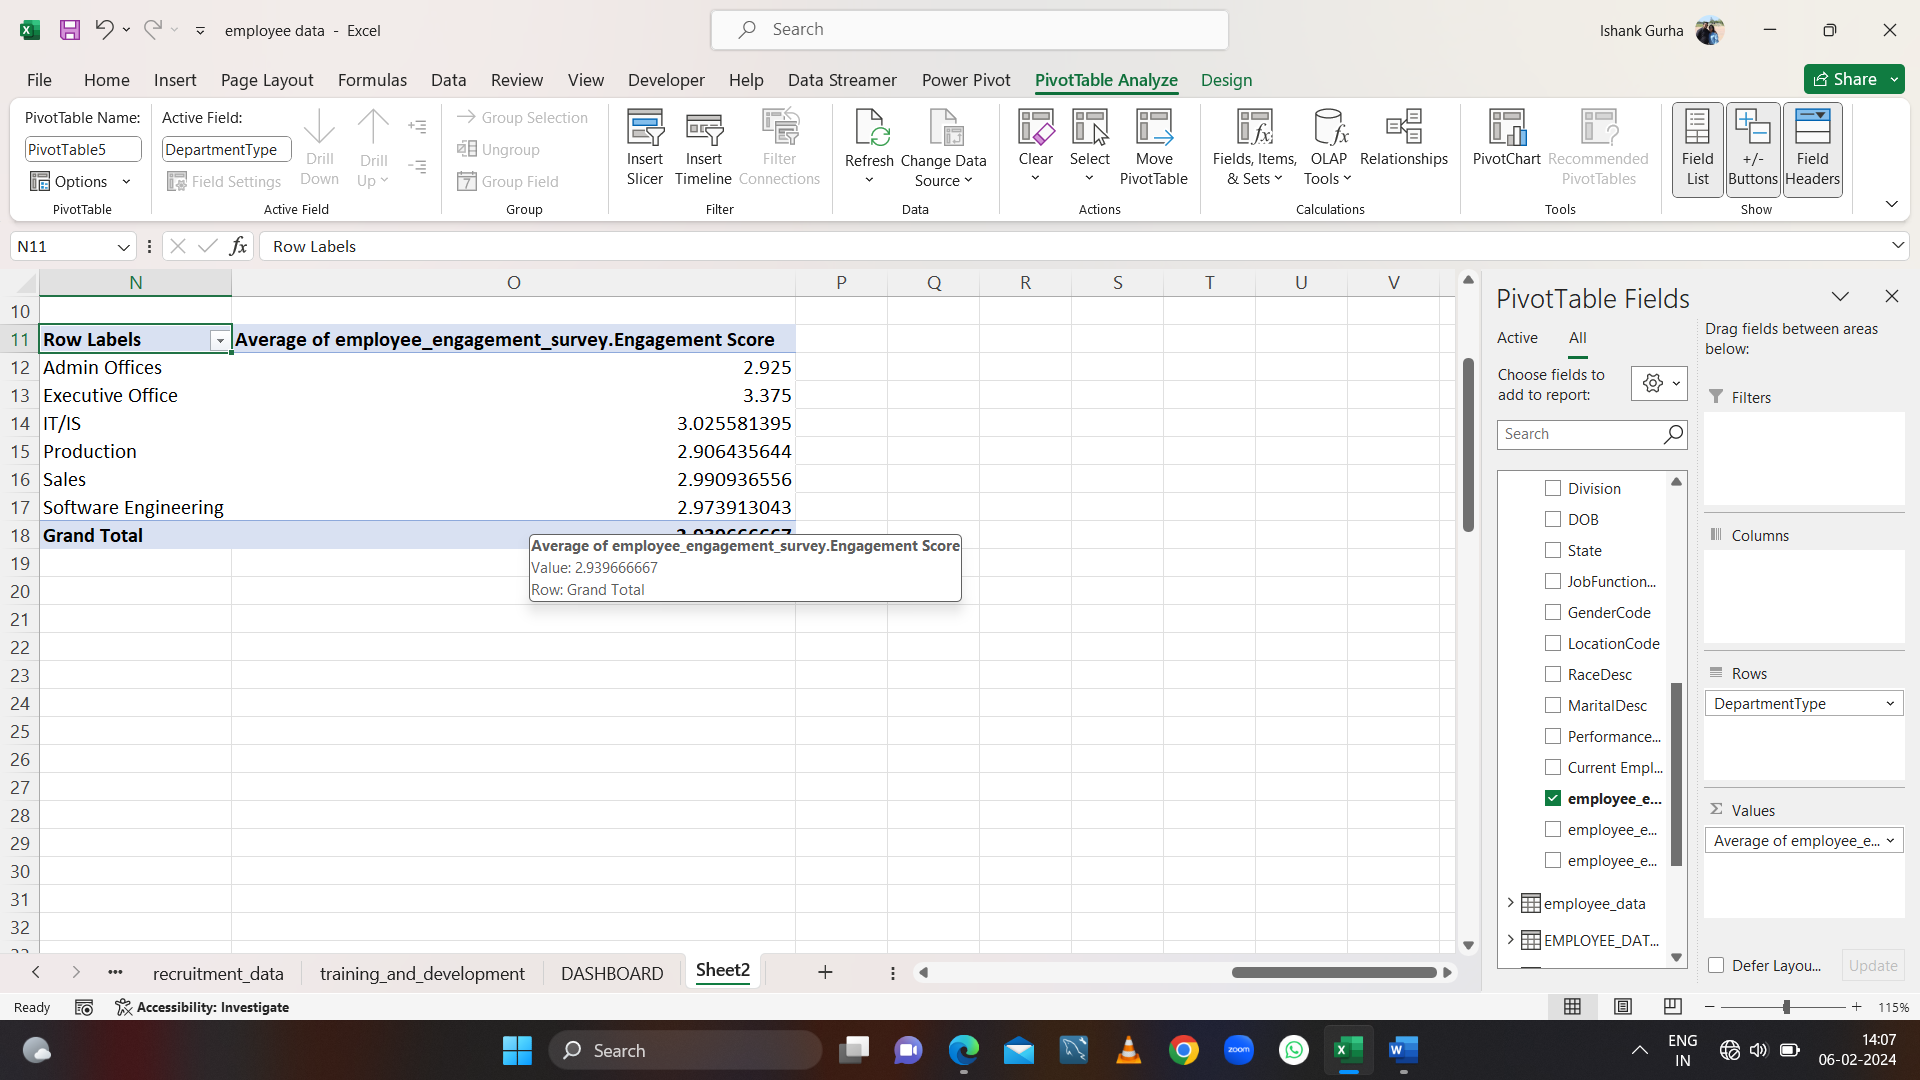 employee data - Excel
Search
Ishank Gurha
File Home Insert Page Layout Formulas Data Review View Developer Help Data Streamer Power Pivot PivotTable Analyze Design
Share
PivotTable Name:
PivotTable5
Options
PivotTable
Active Field:
DepartmentType
Field Settings
Drill Down
Drill Up
Active Field
Group Selection
Ungroup
Group Field
Group
Insert Slicer
Insert Timeline
Filter Connections
Filter
Refresh
Change Data Source
Data
Clear
Select
Move PivotTable
Actions
Fields, Items, & Sets
OLAP Tools
Relationships
Calculations
PivotChart
Recommended PivotTables
Tools
Field List
+/- Buttons
Field Headers
Show
N11
fx
Row Labels
N O P Q R S T U V
10
11 Row Labels Average of employee_engagement_survey.Engagement Score
12 Admin Offices 2.925
13 Executive Office 3.375
14 IT/IS 3.025581395
15 Production 2.906435644
16 Sales 2.990936556
17 Software Engineering 2.973913043
18 Grand Total 2.939666667
Average of employee_engagement_survey.Engagement Score
Value: 2.939666667
Row: Grand Total
19
20
21
22
23
24
25
26
27
28
29
30
31
32
PivotTable Fields
Active All
Choose fields to add to report:
Search
Division
DOB
State
JobFunction...
GenderCode
LocationCode
RaceDesc
MaritalDesc
Performance...
Current Empl...
employee_e...
employee_e...
employee_e...
employee_data
EMPLOYEE_DAT...
Drag fields between areas below:
Filters
Columns
Rows
DepartmentType
Values
Average of employee_e...
Defer Layou...
Update
... recruitment_data training_and_development DASHBOARD Sheet2
Ready
Accessibility: Investigate
115%
Search
zoom
ENG
IN
14:07
06-02-2024